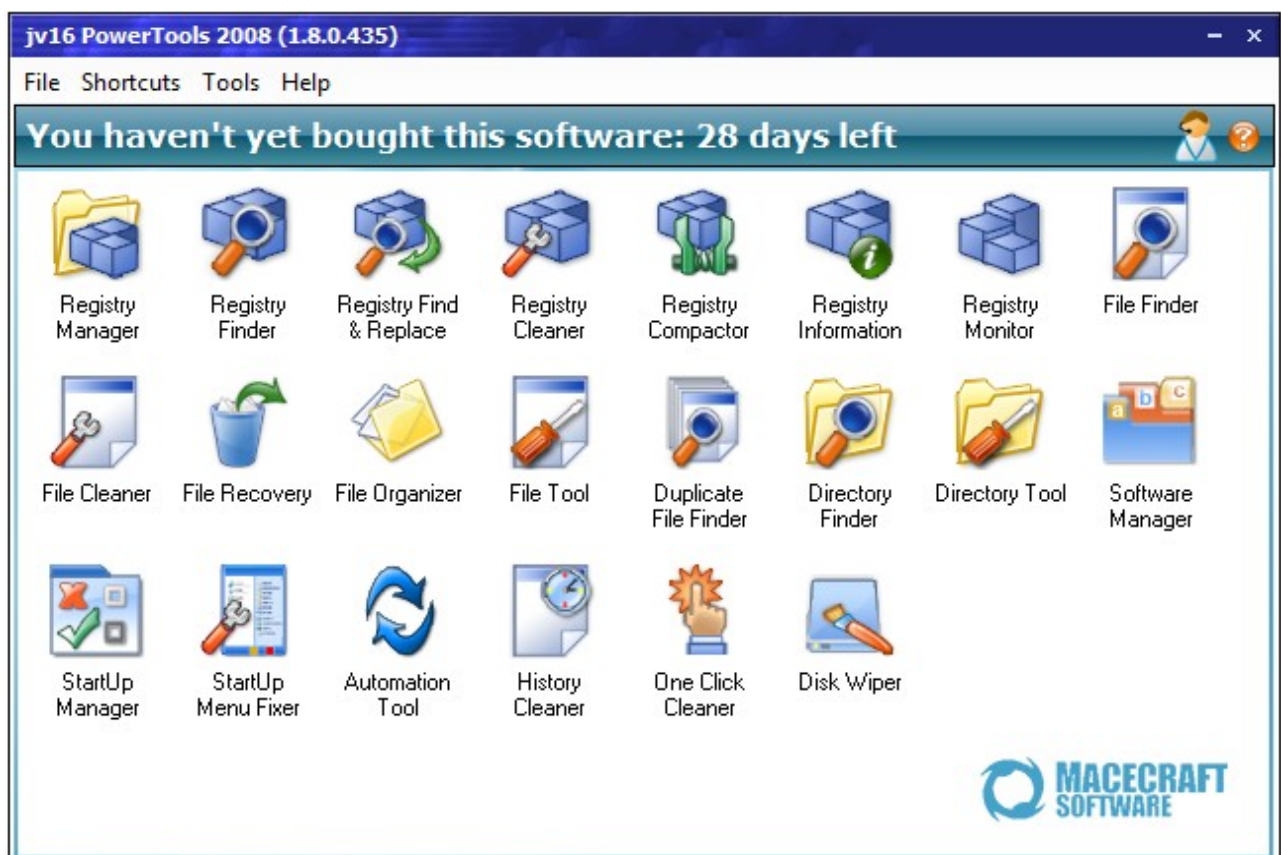 jv16 PowerTools 2008 (1.8.0.435)
File Shortcuts Tools Help
You haven't yet bought this software: 28 days left
Registry Manager
Registry Finder
Registry Find & Replace
Registry Cleaner
Registry Compactor
Registry Information
Registry Monitor
File Finder
File Cleaner
File Recovery
File Organizer
File Tool
Duplicate File Finder
Directory Finder
Directory Tool
Software Manager
a b c
StartUp Manager
StartUp Menu Fixer
Automation Tool
History Cleaner
One Click Cleaner
Disk Wiper
MACECRAFT
SOFTWARE